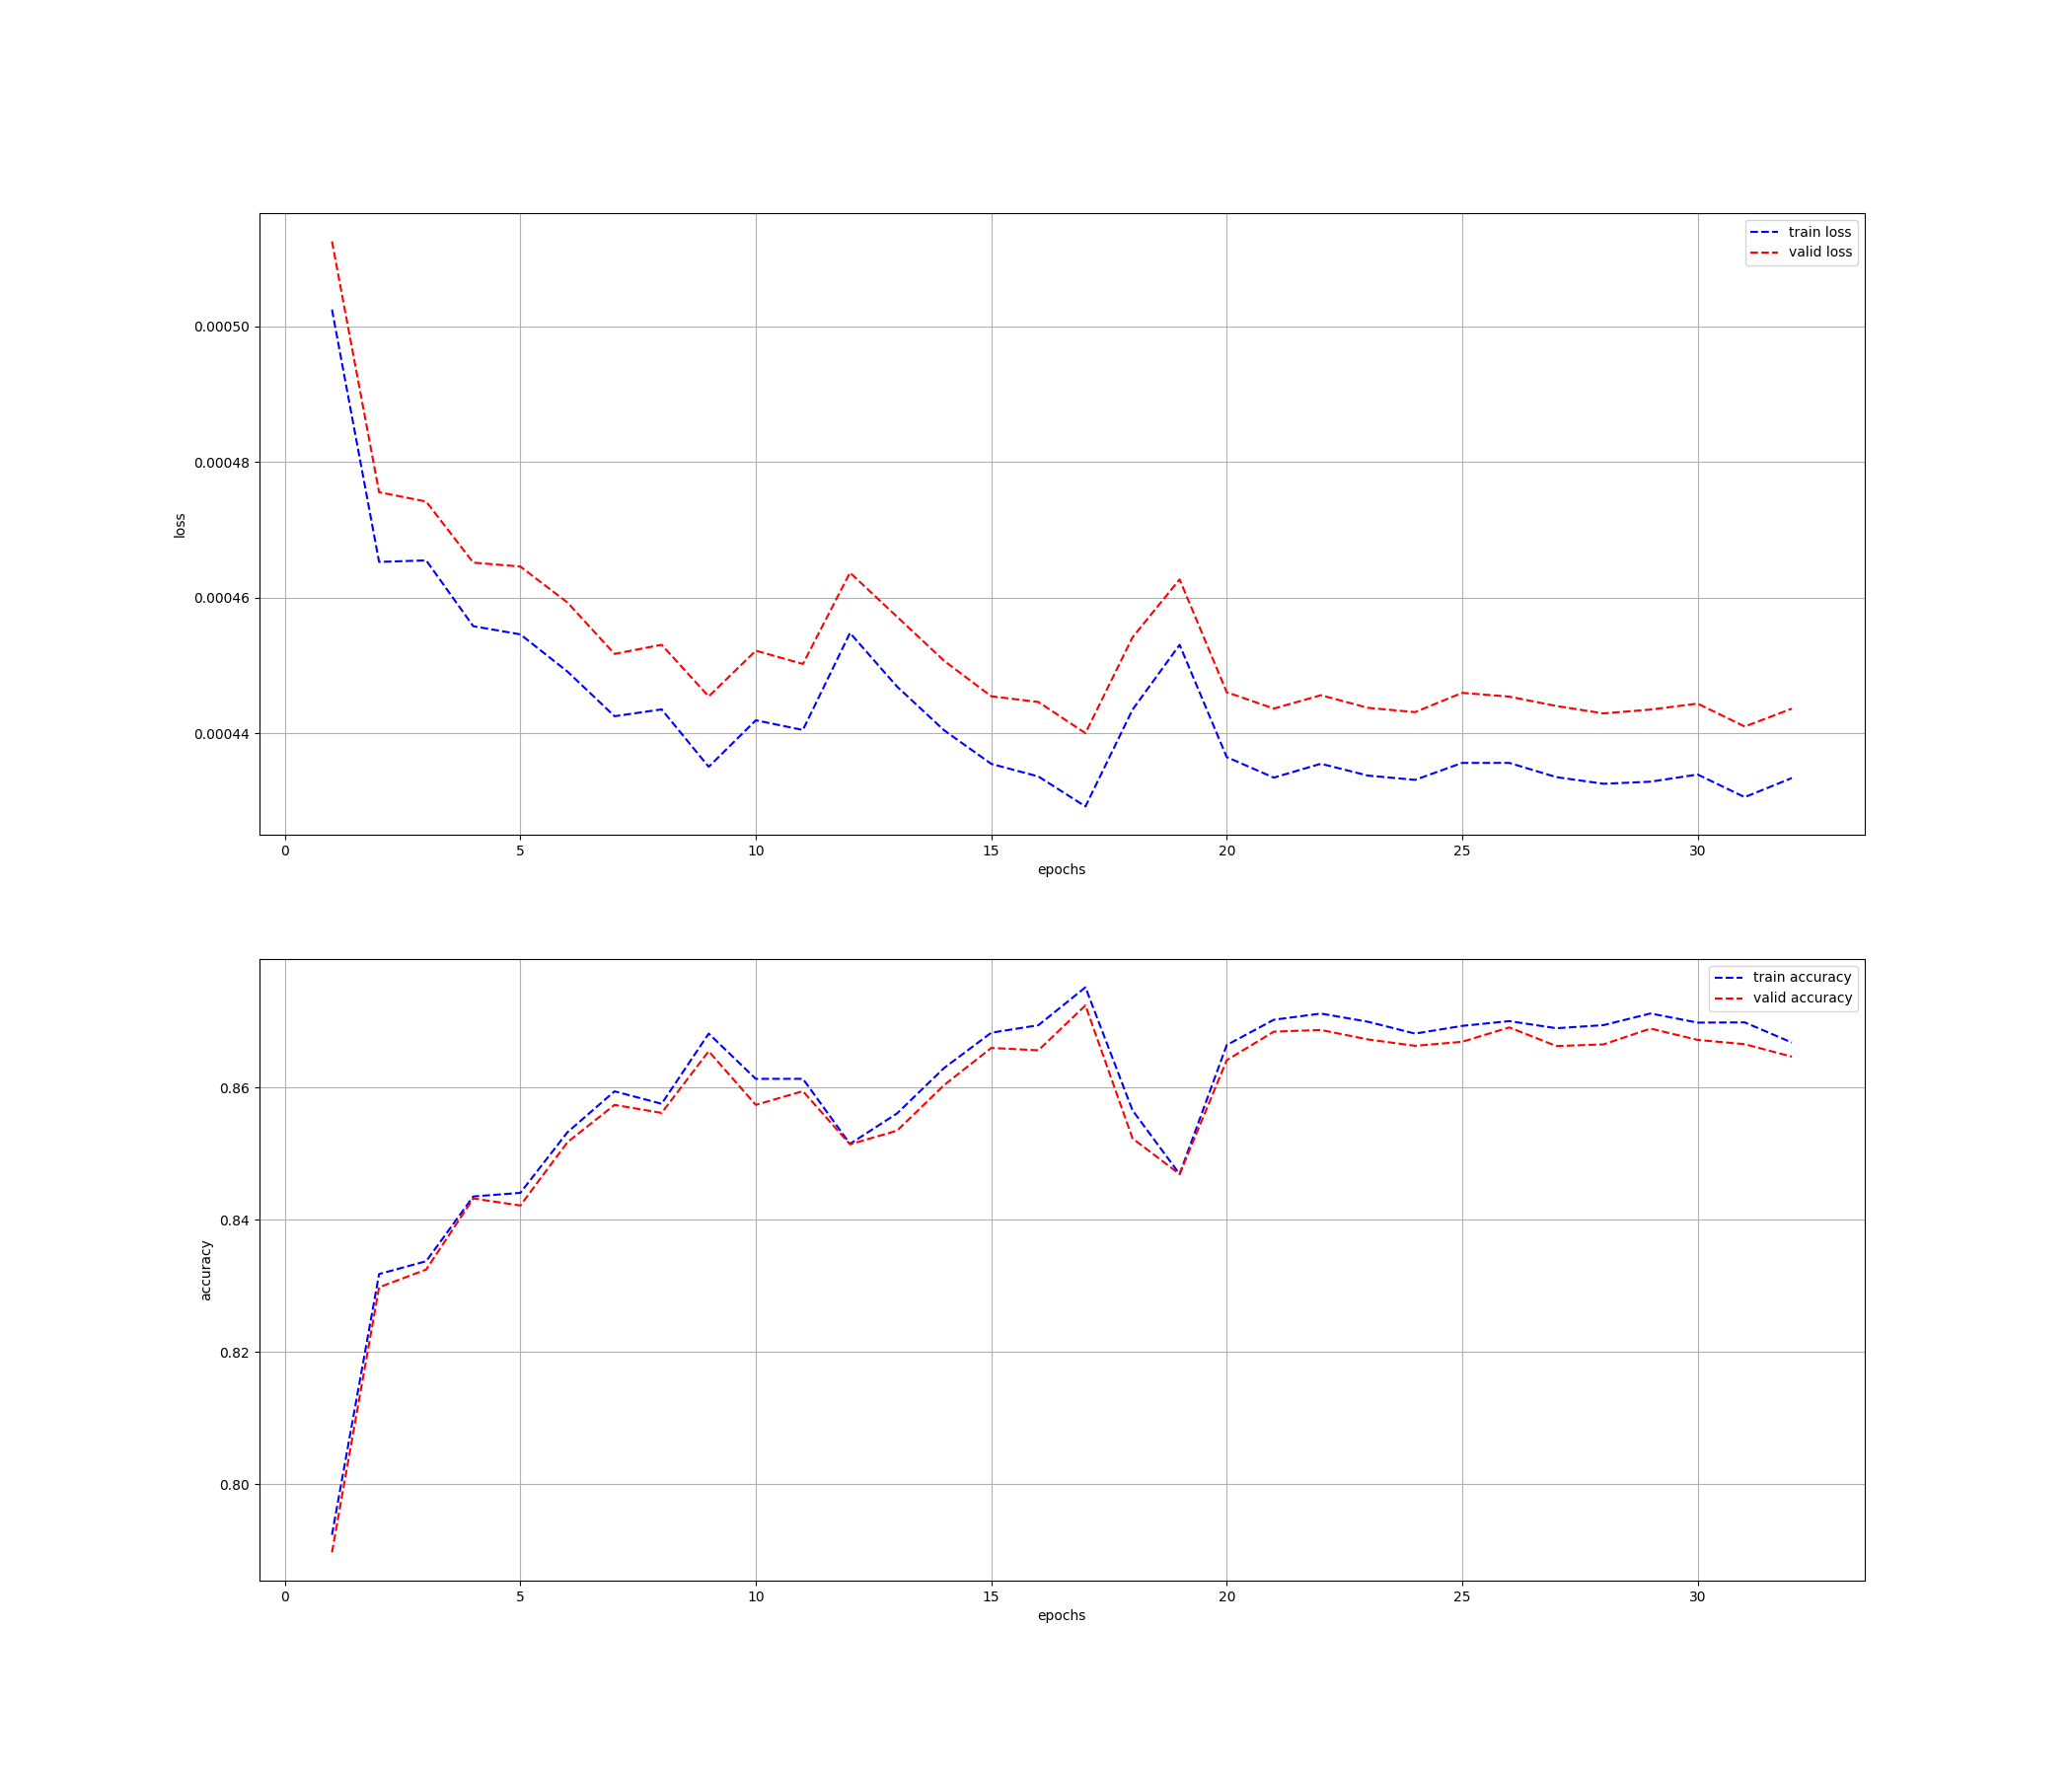 train loss
valid loss
0.00050
0.00048
0.00046
0.00044
loss
0 5 10 15 20 25 30
epochs
train accuracy
valid accuracy
0.86
0.84
0.82
0.80
accuracy
0 5 10 15 20 25 30
epochs